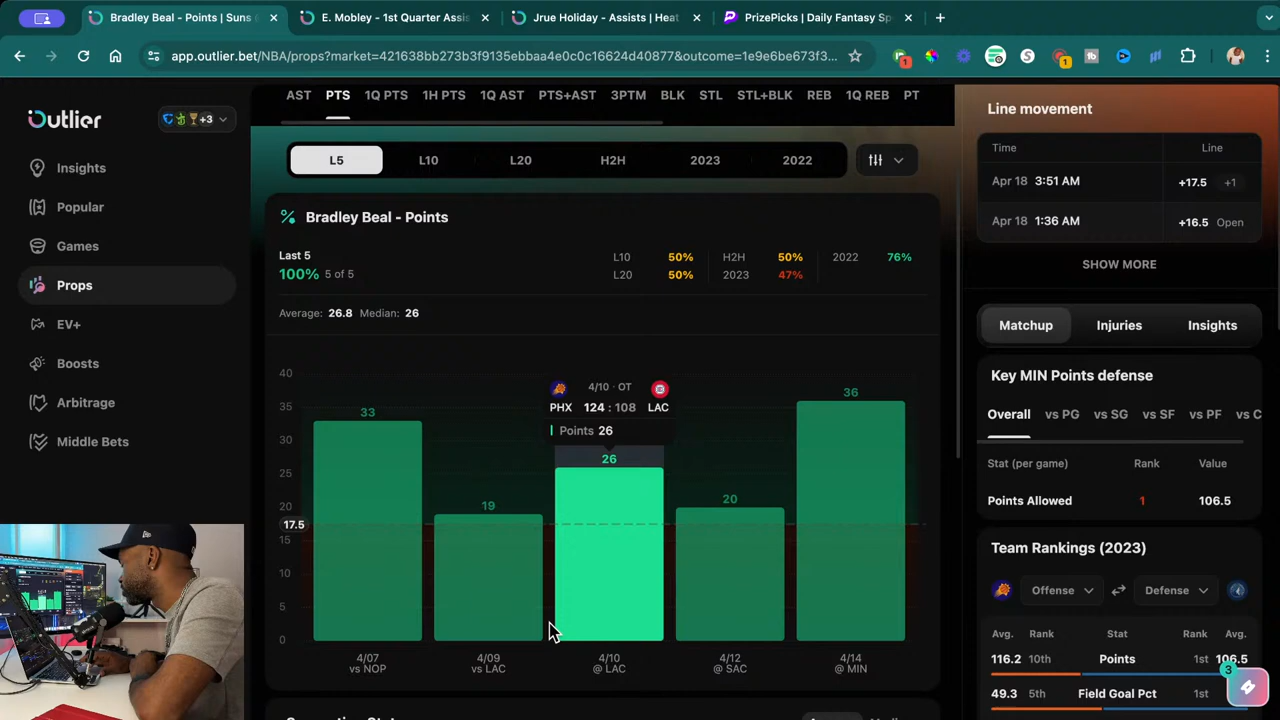 Bradley Beal - Points | Suns
E. Mobley - 1st Quarter Assis
Jrue Holiday - Assists | Heat
PrizePicks | Daily Fantasy Sp
app.outlier.bet/NBA/props?market=421638bb273b3f9135ebbaa4e0c0c16624d40877&outcome=1e9e6be673f3...
1
1
Outlier
+3
Insights
Popular
Games
Props
EV+
Boosts
Arbitrage
Middle Bets
AST PTS 1Q PTS 1H PTS 1Q AST PTS+AST 3PTM BLK STL STL+BLK REB 1Q REB PT
L5 L10 L20 H2H 2023 2022
Bradley Beal - Points
Last 5
100% 5 of 5
L10 50% H2H 50% 2022 76%
L20 50% 2023 47%
Average: 26.8 Median: 26
40
35
30
25
20
17.5
15
10
5
0
33
19
26
20
36
4/10 · OT
PHX 124 : 108 LAC
Points 26
4/07
vs NOP
4/09
vs LAC
4/10
@ LAC
4/12
@ SAC
4/14
@ MIN
Line movement
Time Line
Apr 18 3:51 AM +17.5 +1
Apr 18 1:36 AM +16.5 Open
SHOW MORE
Matchup Injuries Insights
Key MIN Points defense
Overall vs PG vs SG vs SF vs PF vs C
Stat (per game) Rank Value
Points Allowed 1 106.5
Team Rankings (2023)
Offense Defense
Avg. Rank Stat Rank Avg.
116.2 10th Points 1st 106.5
49.3 5th Field Goal Pct 1st
3